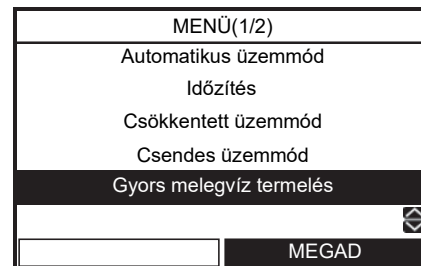 MENÜ(1/2)
Automatikus üzemmód
Időzítés
Csökkentett üzemmód
Csendes üzemmód
Gyors melegvíz termelés
MEGAD